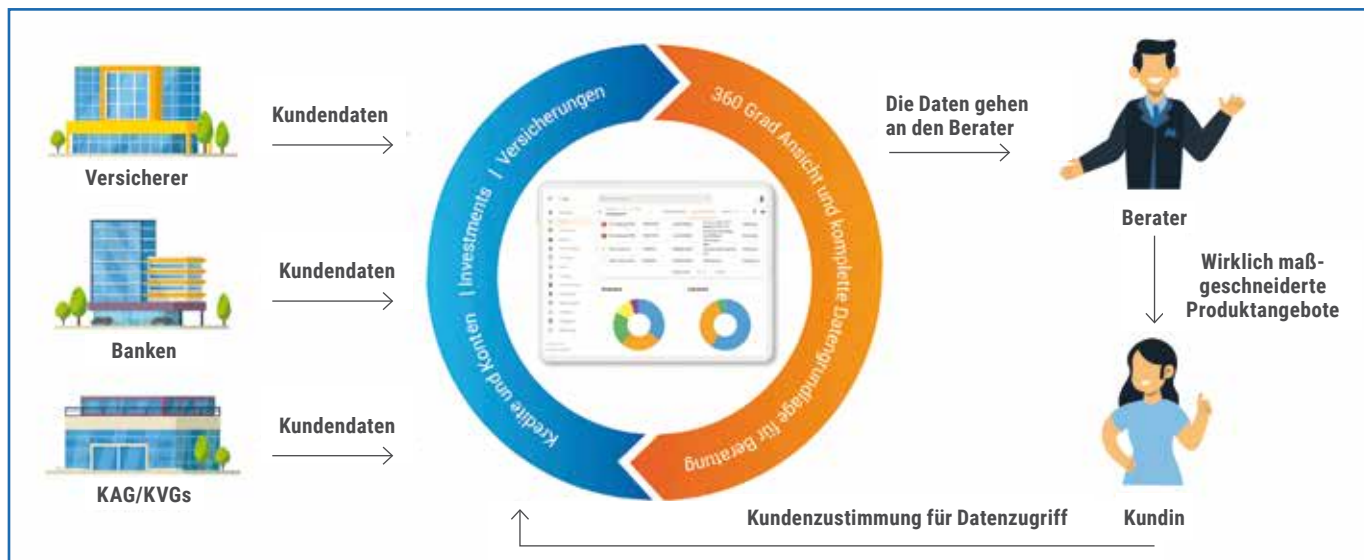 Kundendaten
Versicherer
Kundendaten
Banken
Kundendaten
KAG/KVGs
Kredite und Konten | Investments | Versicherungen
360 Grad Ansicht und komplette Datengrundlage für Beratung
Die Daten gehen
an den Berater
Berater
Wirklich maß-
geschneiderte
Produktangebote
Kundin
Kundenzustimmung für Datenzugriff